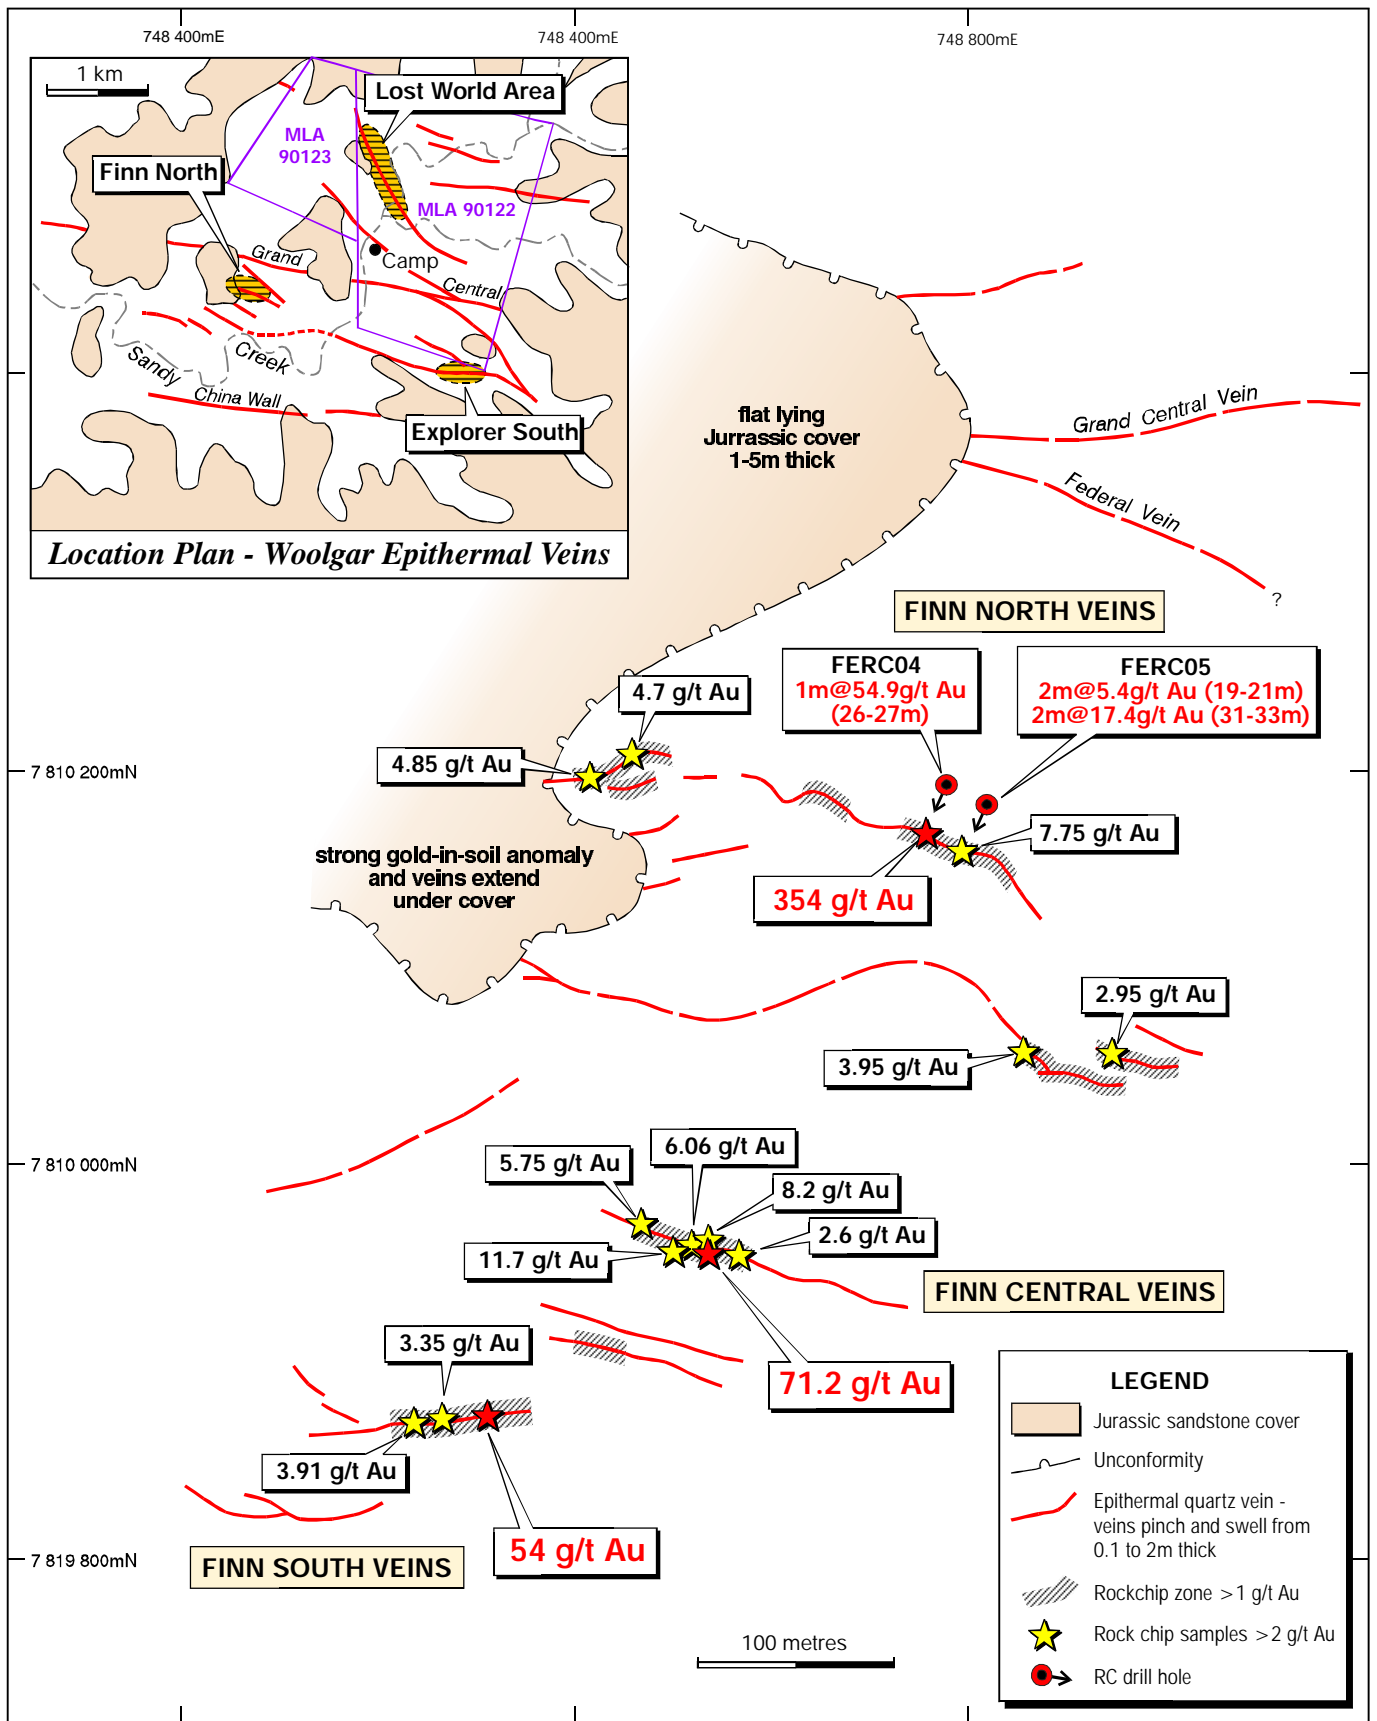 748 400mE
748 400mE
748 800mE
1 km
Lost World Area
MLA
90123
Finn North
MLA 90122
Grand
Camp
Central
Creek
Sandy
China Wall
Explorer South
Location Plan - Woolgar Epithermal Veins
flat lying
Jurrassic cover
1-5m thick
Grand Central Vein
Federal Vein
?
FINN NORTH VEINS
FERC04
1m@54.9g/t Au
(26-27m)
FERC05
2m@5.4g/t Au (19-21m)
2m@17.4g/t Au (31-33m)
4.7 g/t Au
4.85 g/t Au
7 810 200mN
7.75 g/t Au
354 g/t Au
strong gold-in-soil anomaly
and veins extend
under cover
2.95 g/t Au
3.95 g/t Au
7 810 000mN
6.06 g/t Au
5.75 g/t Au
8.2 g/t Au
2.6 g/t Au
11.7 g/t Au
FINN CENTRAL VEINS
71.2 g/t Au
3.35 g/t Au
3.91 g/t Au
54 g/t Au
7 819 800mN
FINN SOUTH VEINS
100 metres
LEGEND
Jurassic sandstone cover
Unconformity
Epithermal quartz vein -
veins pinch and swell from
0.1 to 2m thick
Rockchip zone >1 g/t Au
Rock chip samples >2 g/t Au
RC drill hole